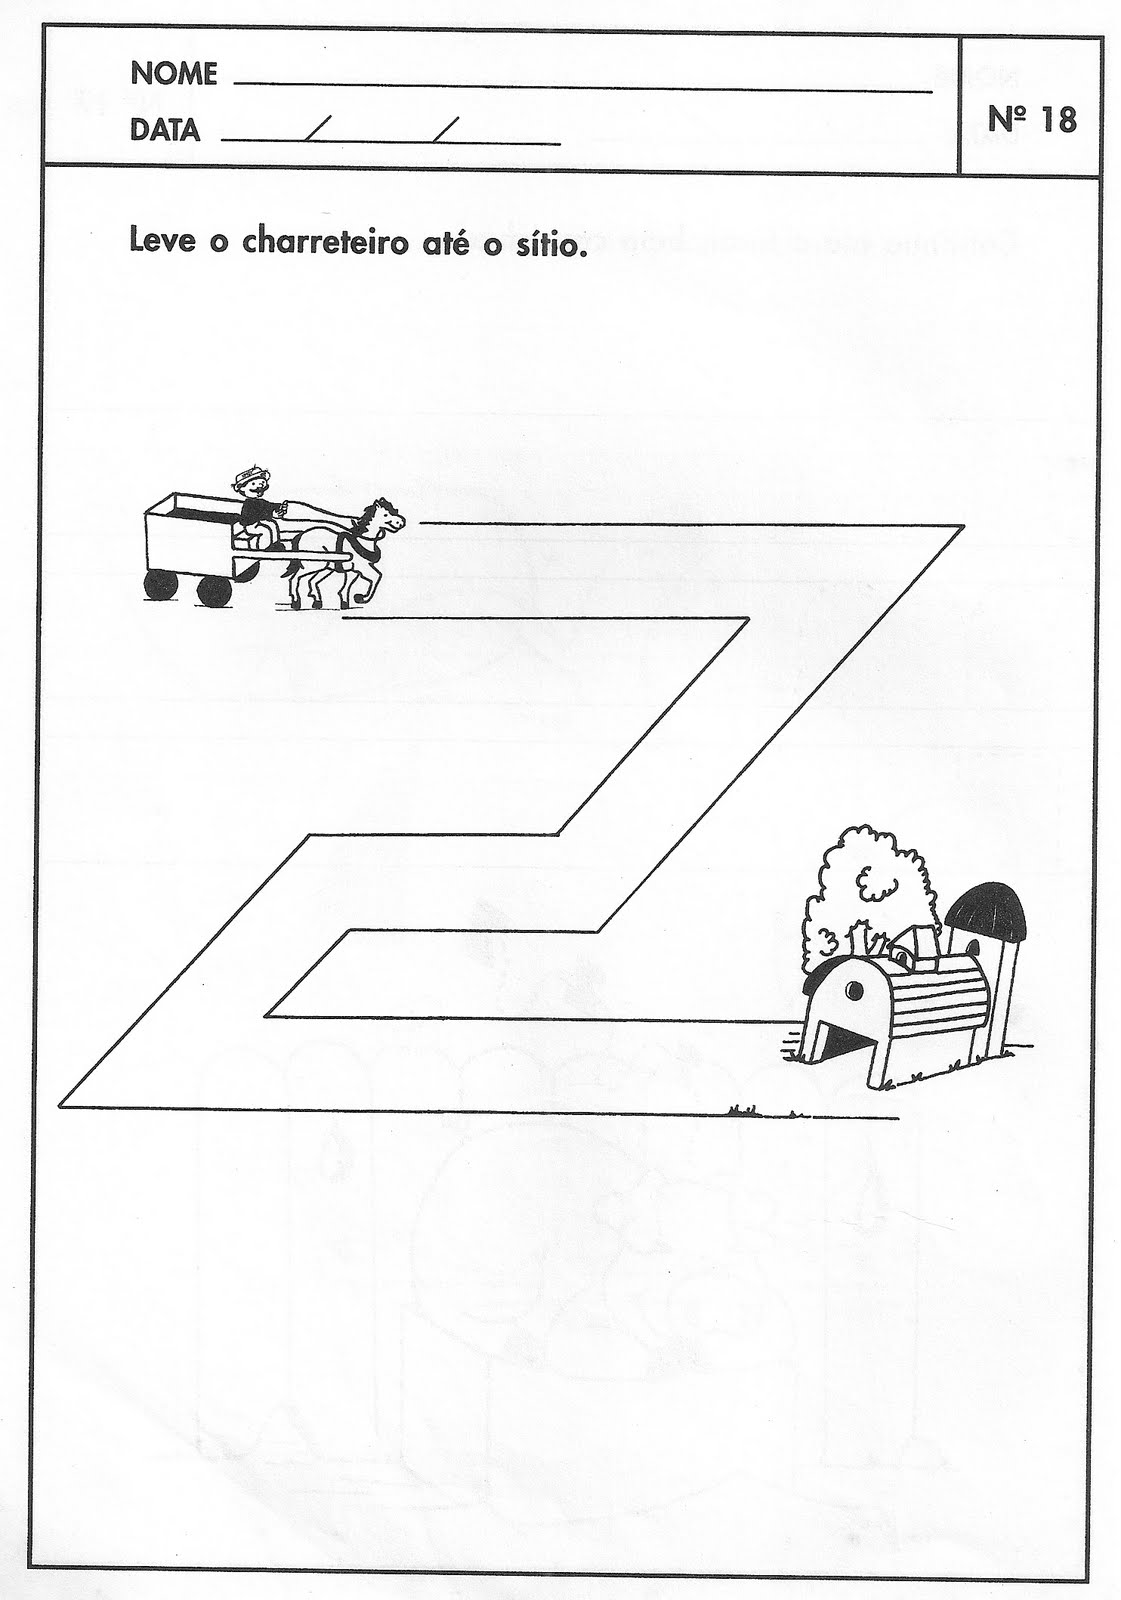 NOME
DATA / /
Nº 18
Leve o charreteiro até o sítio.